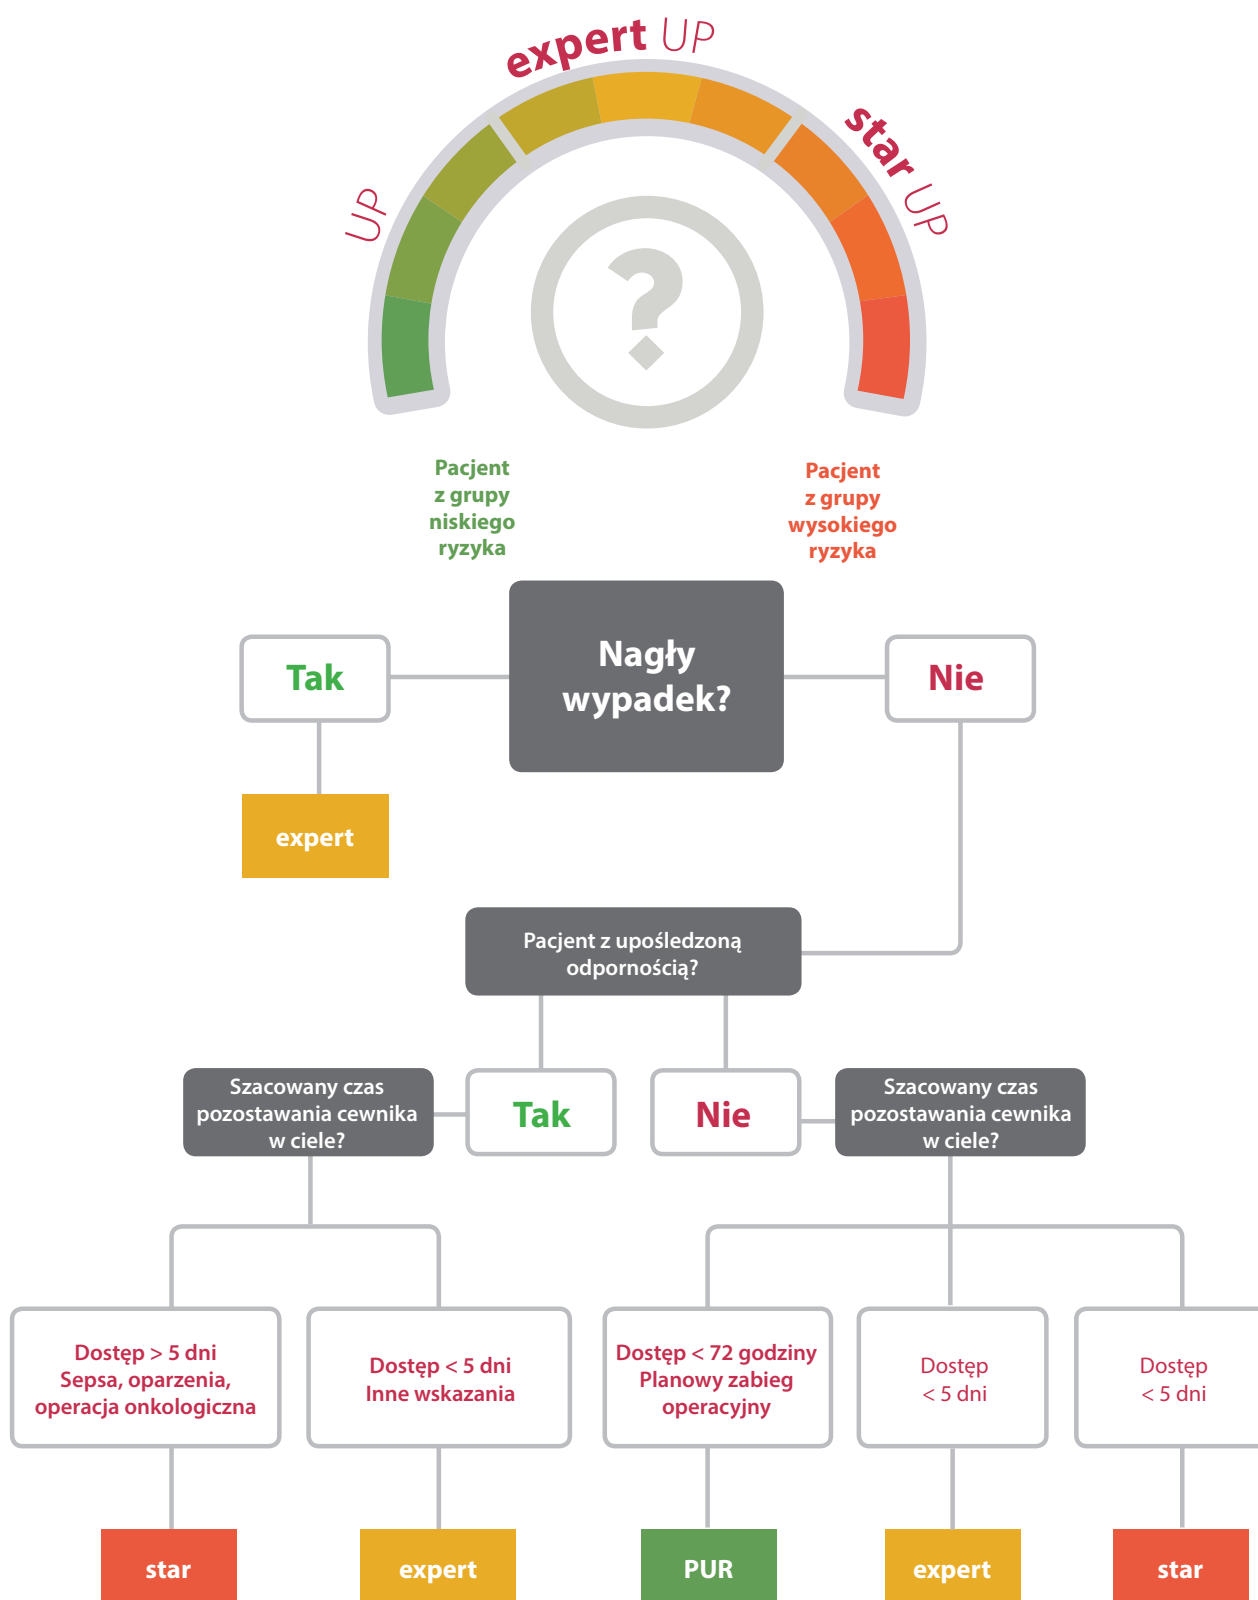 expert UP
star UP
UP
?
Pacjent
z grupy
niskiego
ryzyka
Pacjent
z grupy
wysokiego
ryzyka
Nagły
wypadek?
Tak
Nie
expert
Pacjent z upośledzoną
odpornością?
Szacowany czas
pozostawania cewnika
w ciele?
Tak
Nie
Szacowany czas
pozostawania cewnika
w ciele?
Dostęp > 5 dni
Sepsa, oparzenia,
operacja onkologiczna
Dostęp < 5 dni
Inne wskazania
Dostęp < 72 godziny
Planowy zabieg
operacyjny
Dostęp
< 5 dni
Dostęp
< 5 dni
star
expert
PUR
expert
star